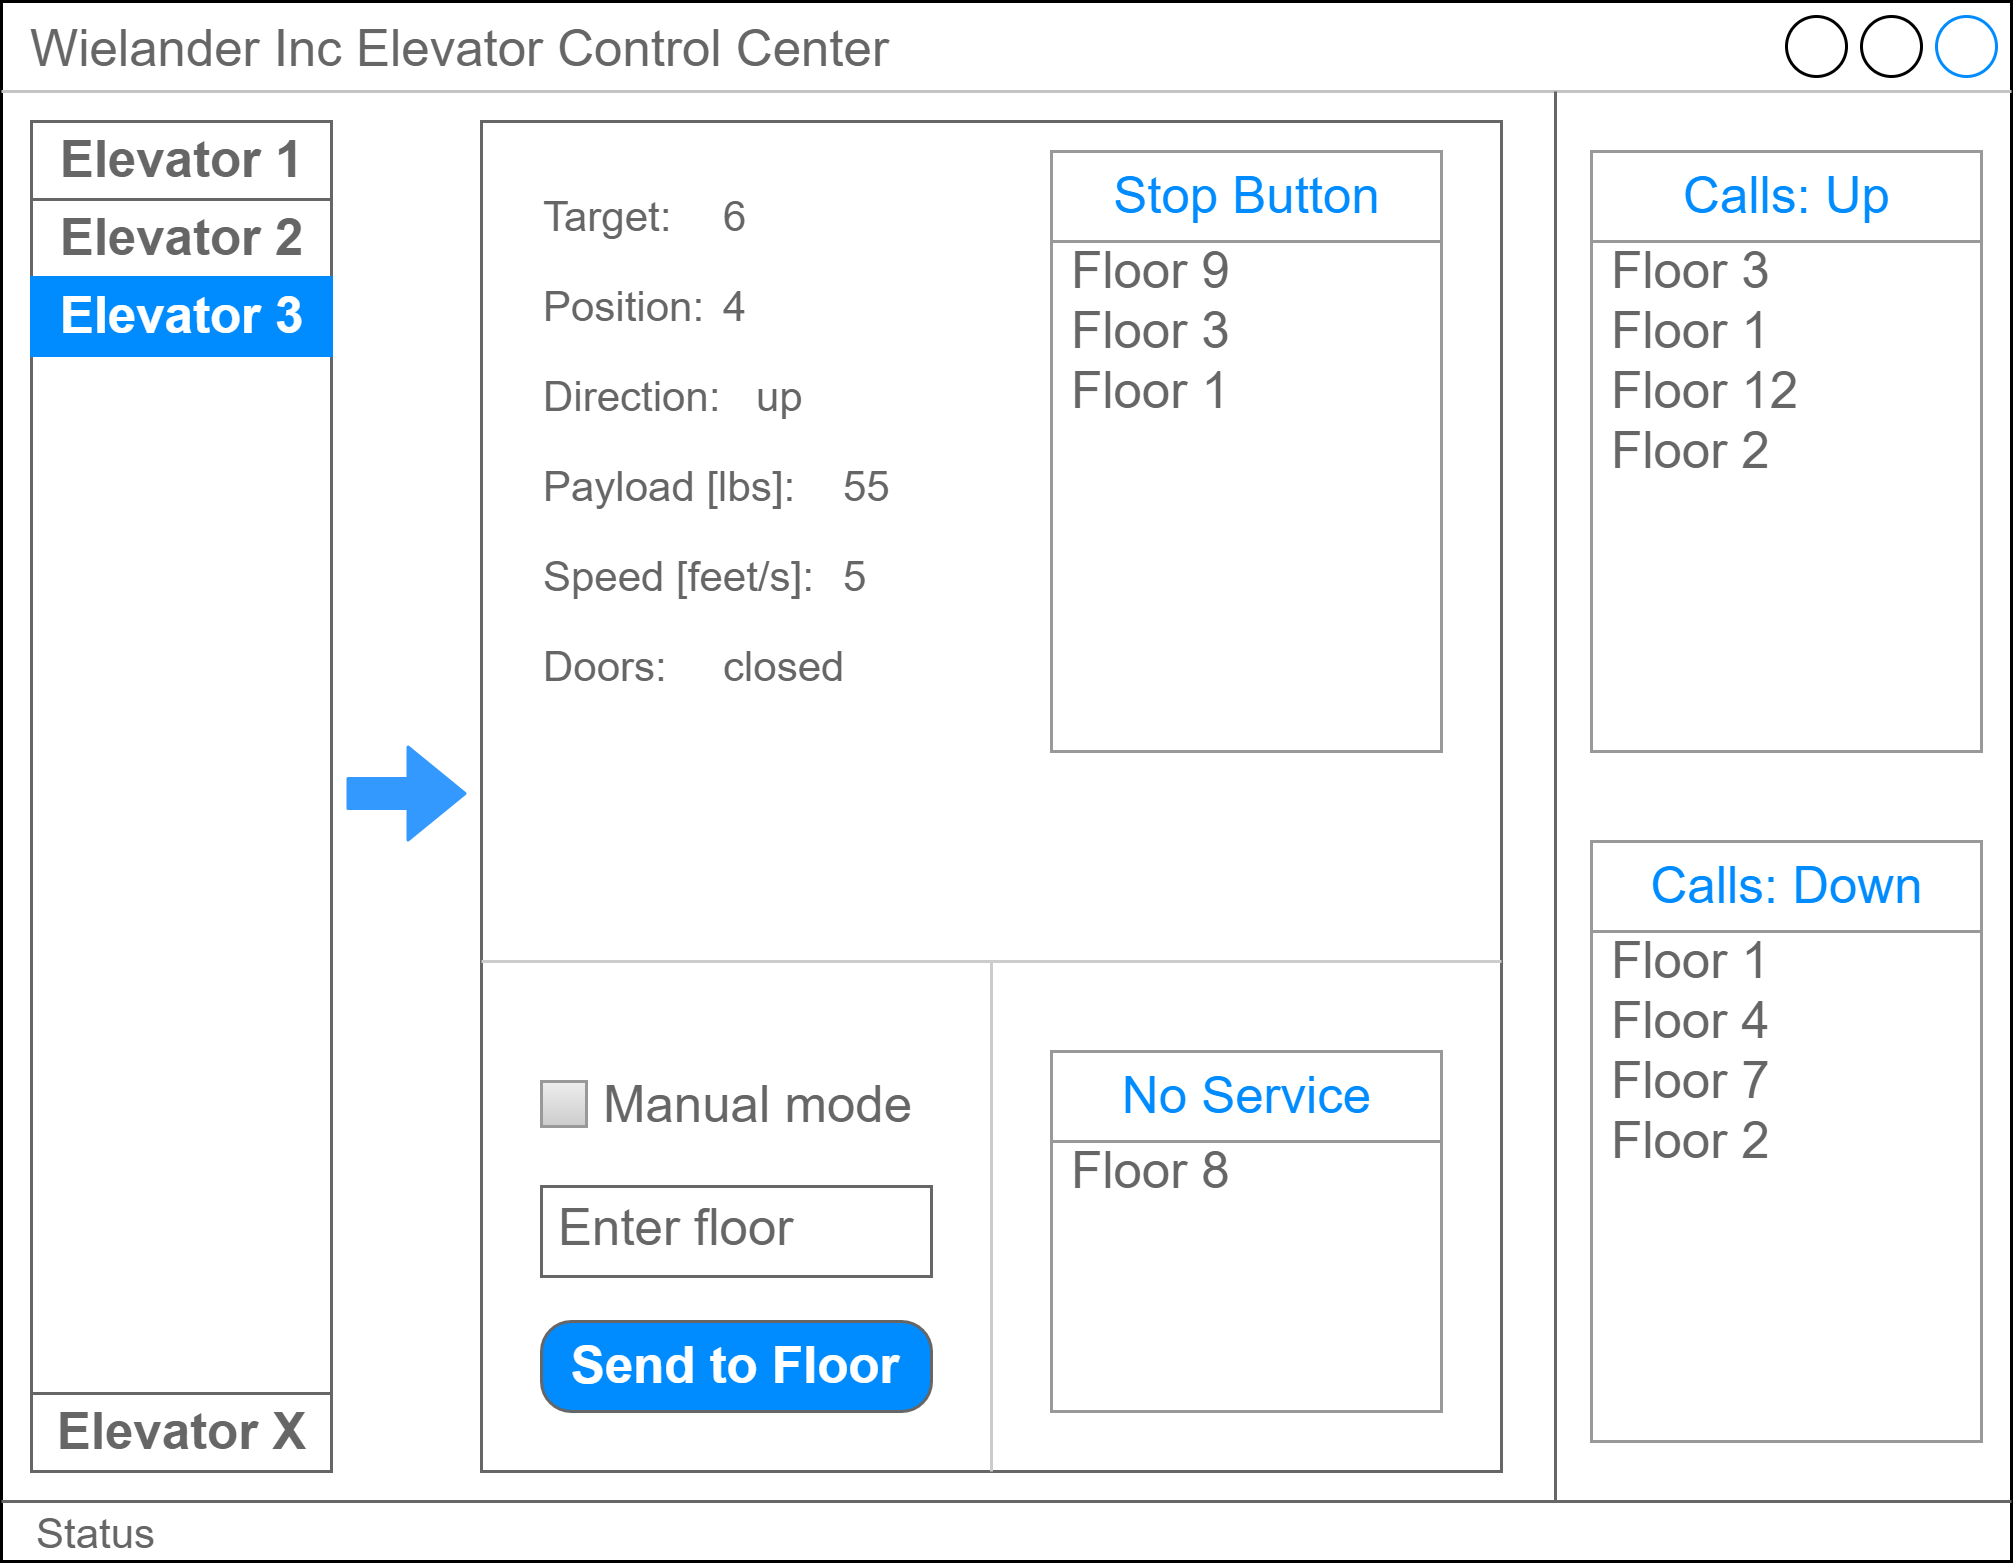 Wielander Inc Elevator Control Center
Elevator 1
Elevator 2
Elevator 3
Elevator X
Target: 6
Position: 4
Direction: up
Payload [lbs]: 55
Speed [feet/s]: 5
Doors: closed
Stop Button
Floor 9
Floor 3
Floor 1
Manual mode
Enter floor
Send to Floor
No Service
Floor 8
Calls: Up
Floor 3
Floor 1
Floor 12
Floor 2
Calls: Down
Floor 1
Floor 4
Floor 7
Floor 2
Status